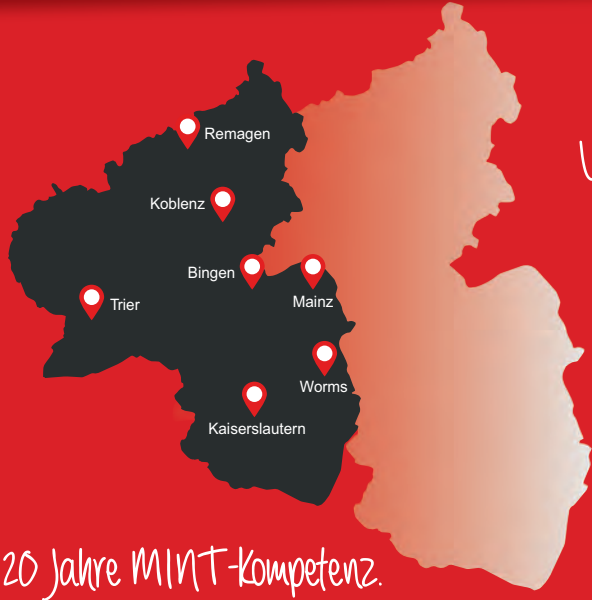 Remagen
Koblenz
Bingen
Mainz
Trier
Worms
Kaiserslautern
20 Jahre MINT-Kompetenz.